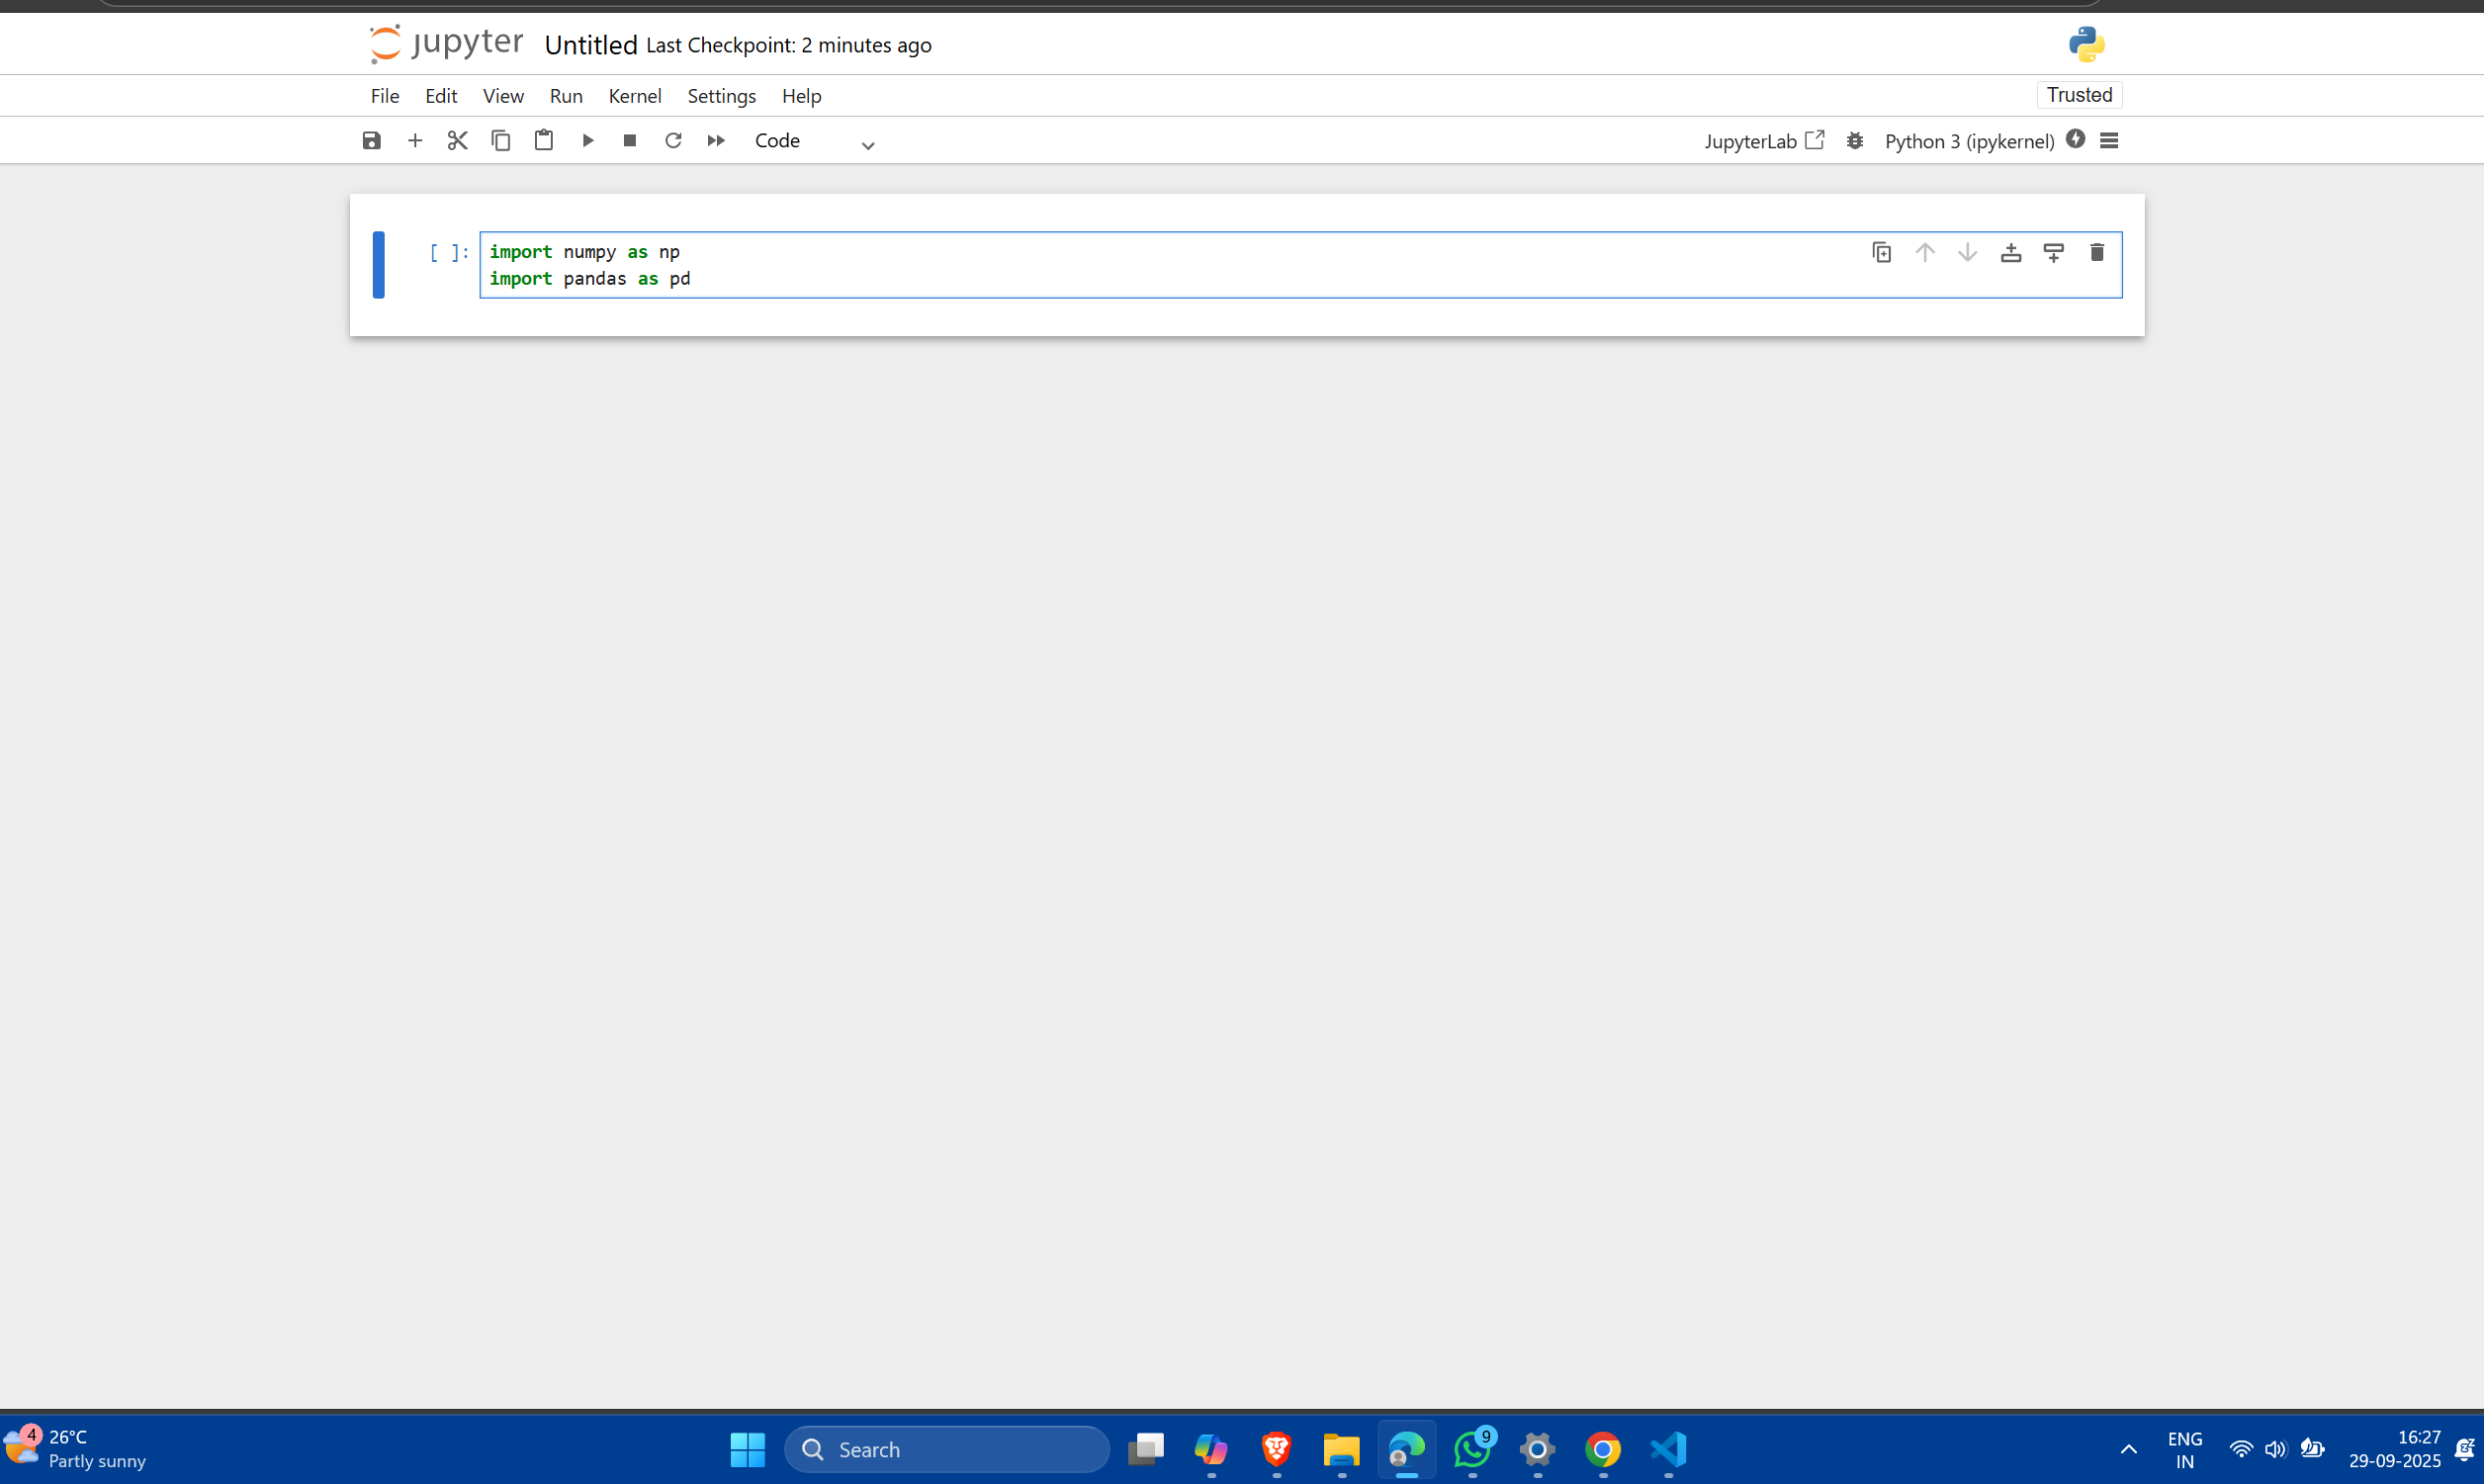 jupyter Untitled Last Checkpoint: 2 minutes ago
File Edit View Run Kernel Settings Help
Trusted
Code
JupyterLab Python 3 (ipykernel)
[ ]: import numpy as np
import pandas as pd
4
26°C
Partly sunny
Search
9
ENG
IN
16:27
29-09-2025